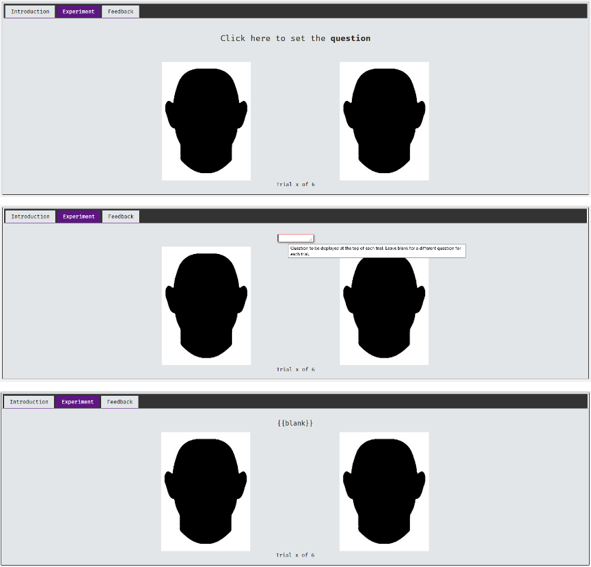 Introduction Experiment Feedback
Click here to set the question
Trial x of 6
Introduction Experiment Feedback
Question to be displayed at the top of each trial. Leave blank for a different question for
each trial.
Trial x of 6
Introduction Experiment Feedback
{{blank}}
Trial x of 6